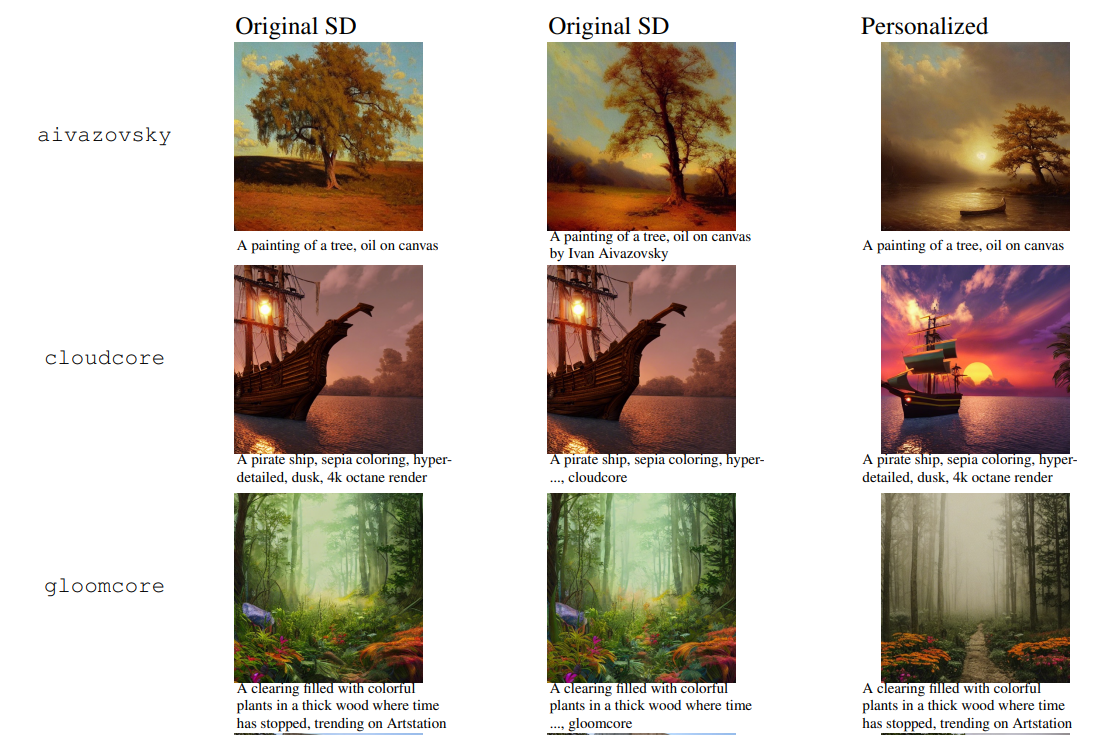 Original SD
Original SD
Personalized
aivazovsky
A painting of a tree, oil on canvas
A painting of a tree, oil on canvas
by Ivan Aivazovsky
A painting of a tree, oil on canvas
cloudcore
A pirate ship, sepia coloring, hyper-
detailed, dusk, 4k octane render
A pirate ship, sepia coloring, hyper-
..., cloudcore
A pirate ship, sepia coloring, hyper-
detailed, dusk, 4k octane render
gloomcore
A clearing filled with colorful
plants in a thick wood where time
has stopped, trending on Artstation
A clearing filled with colorful
plants in a thick wood where time
..., gloomcore
A clearing filled with colorful
plants in a thick wood where time
has stopped, trending on Artstation